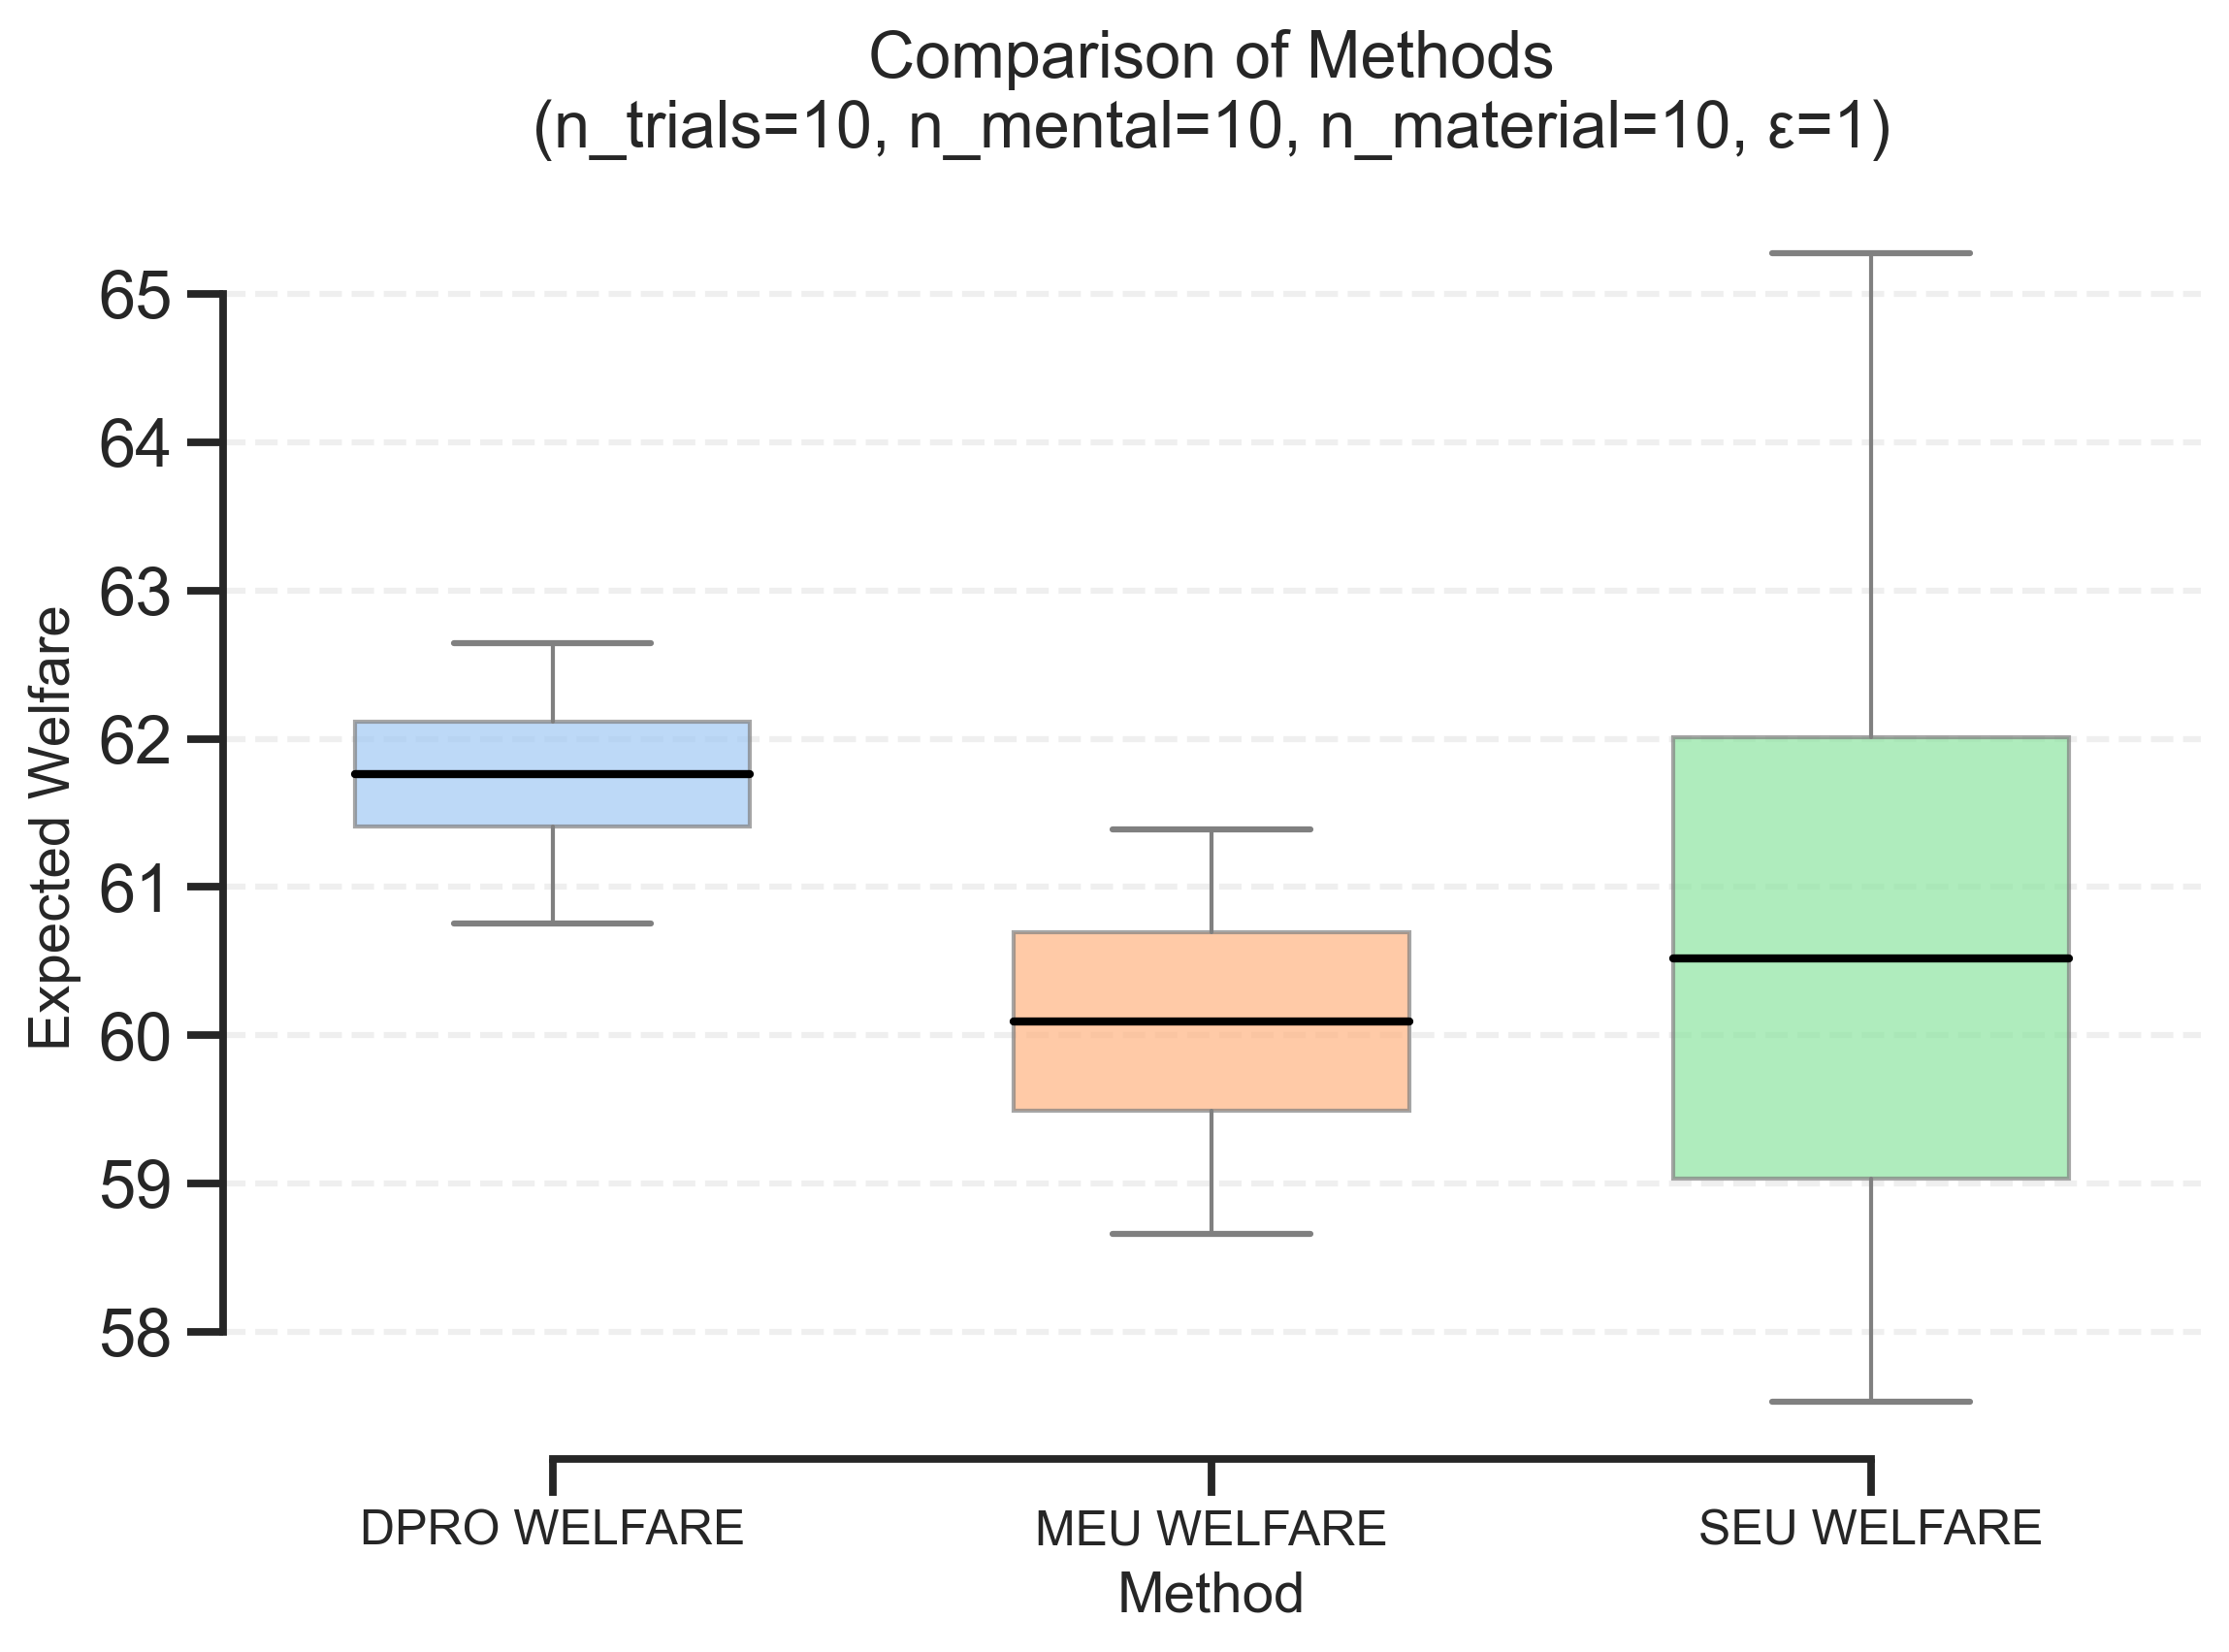 Comparison of Methods
(n_trials=10, n_mental=10, n_material=10, ε=1)
Expected Welfare
65
64
63
62
61
60
59
58
DPRO WELFARE
MEU WELFARE
SEU WELFARE
Method